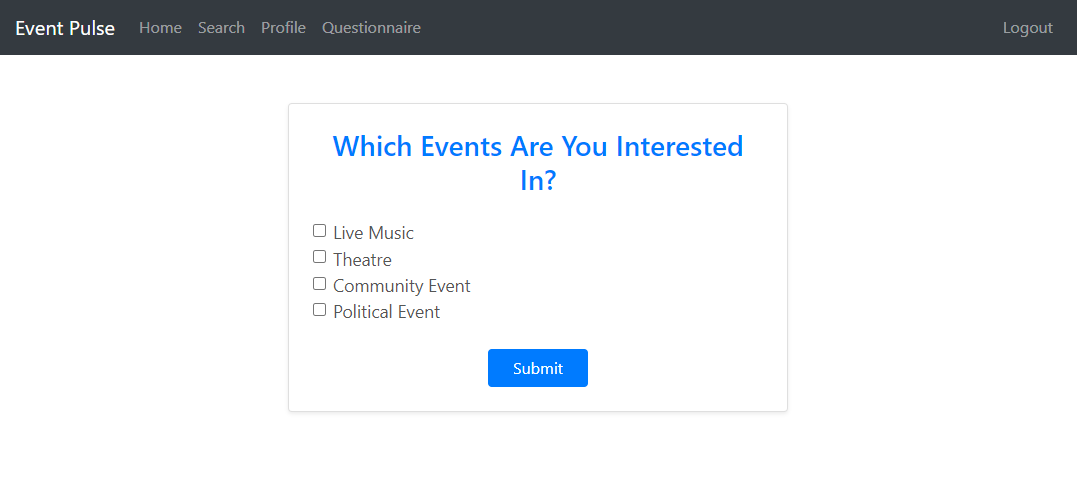 Event Pulse Home Search Profile Questionnaire Logout
Which Events Are You Interested
In?
Live Music
Theatre
Community Event
Political Event
Submit